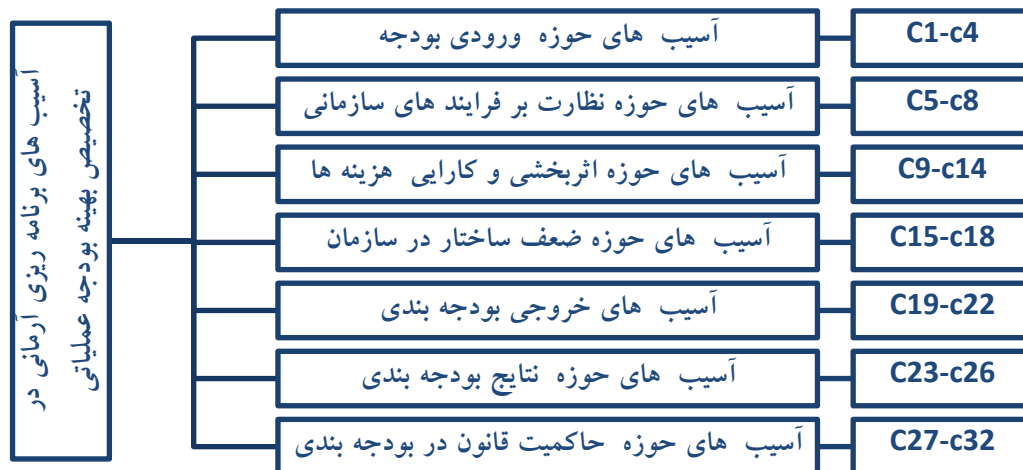 آسیب های برنامه ریزی آرمانی در
تخصیص بهینه بودجه عملیاتی
آسیب های حوزه ورودی بودجه
C1-c4
آسیب های حوزه نظارت بر فرایند های سازمانی
C5-c8
آسیب های حوزه اثربخشی و کارایی هزینه ها
C9-c14
آسیب های حوزه ضعف ساختار در سازمان
C15-c18
آسیب های خروجی بودجه بندی
C19-c22
آسیب های حوزه نتایج بودجه بندی
C23-c26
آسیب های حوزه حاکمیت قانون در بودجه بندی
C27-c32